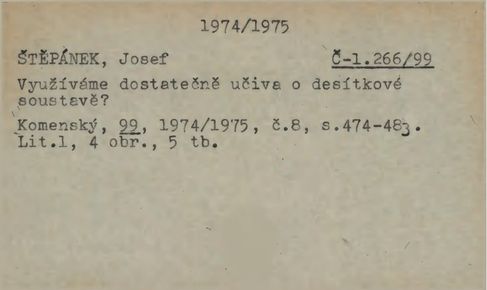 1974/1975
ŠTĚPÁNEK, Josef Č-1.266/99
Využíváme dostatečně učiva o desítkové
soustavě?
Komenský, 99, 1974/1975, č.8, s.474-483.
Lit.1, 4 obr., 5 tb.